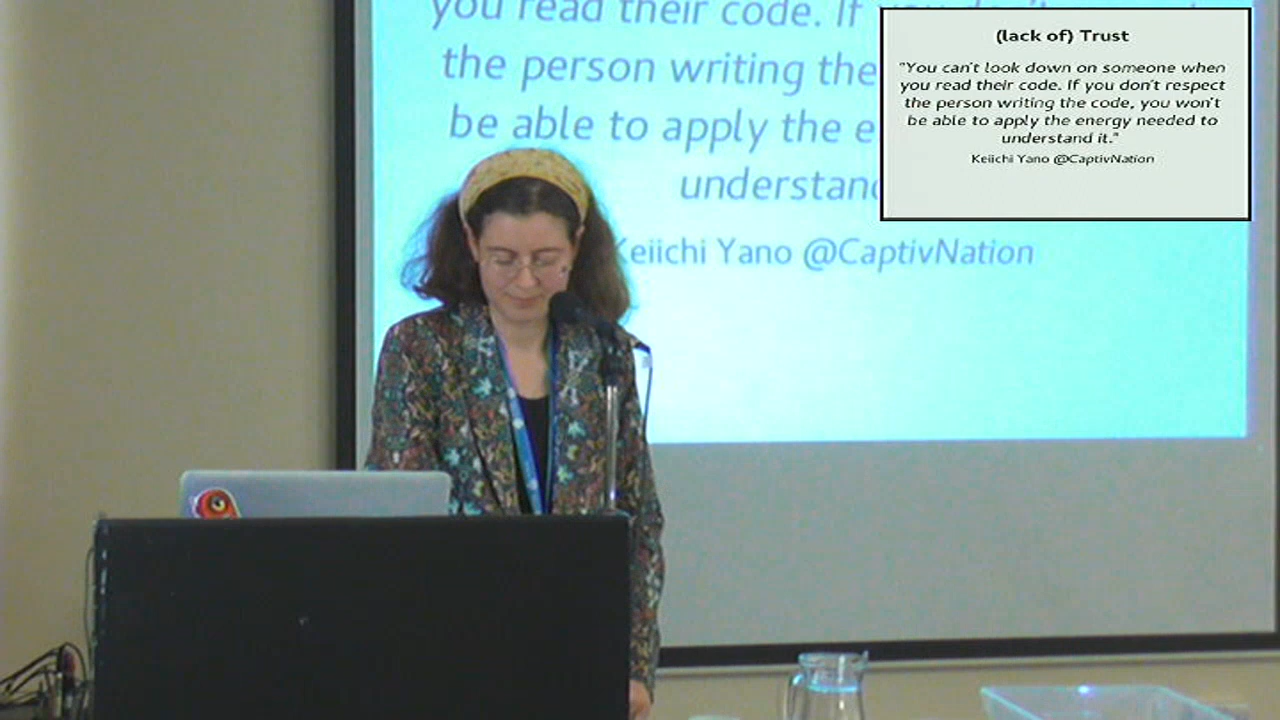 you read their code. If
the person writing the
be able to apply the e
understand
Keiichi Yano @CaptivNation
(lack of) Trust
"You can't look down on someone when
you read their code. If you don't respect
the person writing the code, you won't
be able to apply the energy needed to
understand it."
Keiichi Yano @CaptivNation